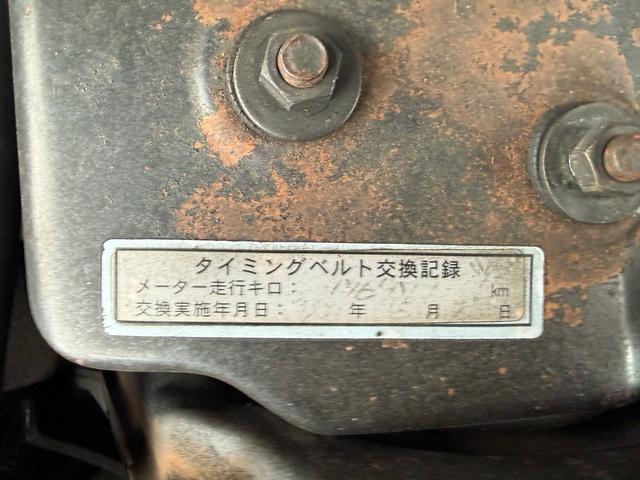 タイミングベルト交換記録
メーター走行キロ： km
交換実施年月日： 年 月 日